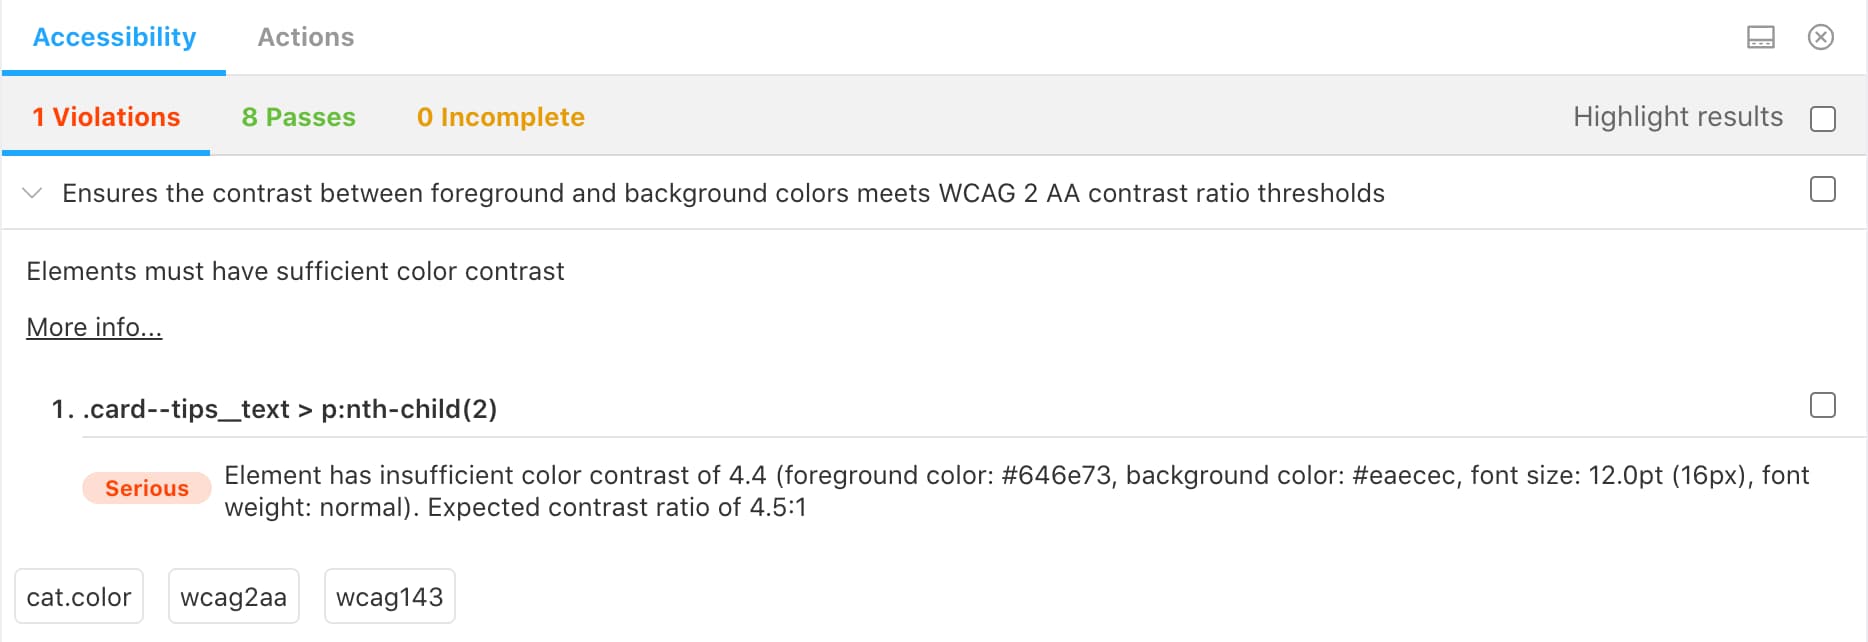 Accessibility Actions
1 Violations 8 Passes 0 Incomplete Highlight results
Ensures the contrast between foreground and background colors meets WCAG 2 AA contrast ratio thresholds
Elements must have sufficient color contrast
More info...
1. .card--tips__text > p:nth-child(2)
Serious Element has insufficient color contrast of 4.4 (foreground color: #646e73, background color: #eaecec, font size: 12.0pt (16px), font
weight: normal). Expected contrast ratio of 4.5:1
cat.color wcag2aa wcag143